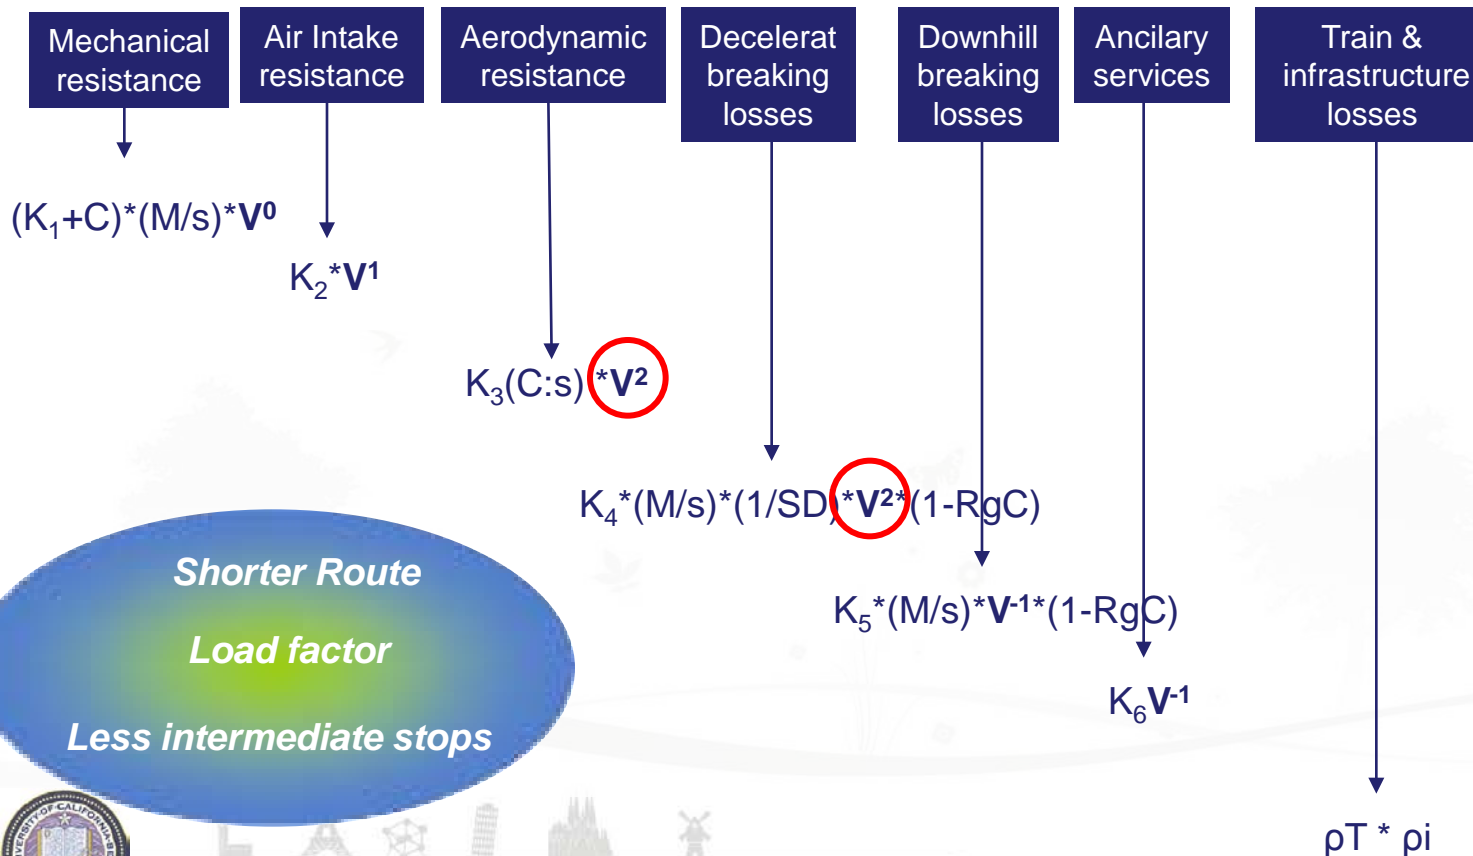 Mechanical
resistance
Air Intake
resistance
Aerodynamic
resistance
Decelerat
breaking
losses
Downhill
breaking
losses
Ancilary
services
Train &
infrastructure
losses
(K₁+C)*(M/s)*V⁰
K₂*V¹
K₃(C:s) *V²
K₄*(M/s)*(1/SD)*V²*(1-RgC)
K₅*(M/s)*V⁻¹*(1-RgC)
K₆V⁻¹
ρT * ρi
Shorter Route
Load factor
Less intermediate stops